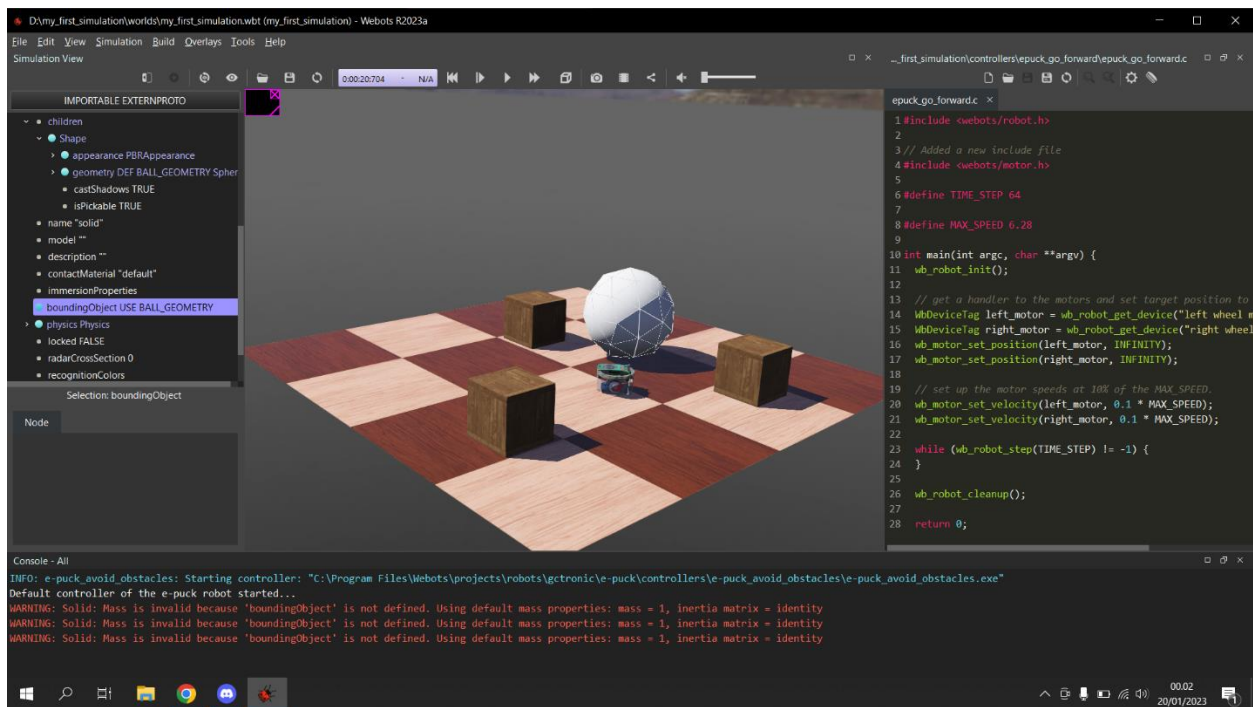 D:\my_first_simulation\worlds\my_first_simulation.wbt (my_first_simulation) - Webots R2023a
File Edit View Simulation Build Overlays Tools Help
Simulation View
0:00:20:704 - N/A
IMPORTABLE EXTERNPROTO
children
Shape
appearance PBRAppearance
geometry DEF BALL_GEOMETRY Spher
castShadows TRUE
isPickable TRUE
name "solid"
model ""
description ""
contactMaterial "default"
immersionProperties
boundingObject USE BALL_GEOMETRY
physics Physics
locked FALSE
radarCrossSection 0
recognitionColors
Selection: boundingObject
Node
..._first_simulation\controllers\epuck_go_forward\epuck_go_forward.c
epuck_go_forward.c
1 #include <webots/robot.h>
2
3 // Added a new include file
4 #include <webots/motor.h>
5
6 #define TIME_STEP 64
7
8 #define MAX_SPEED 6.28
9
10 int main(int argc, char **argv) {
11 wb_robot_init();
12
13 // get a handler to the motors and set target position to
14 WbDeviceTag left_motor = wb_robot_get_device("left wheel m
15 WbDeviceTag right_motor = wb_robot_get_device("right wheel
16 wb_motor_set_position(left_motor, INFINITY);
17 wb_motor_set_position(right_motor, INFINITY);
18
19 // set up the motor speeds at 10% of the MAX_SPEED.
20 wb_motor_set_velocity(left_motor, 0.1 * MAX_SPEED);
21 wb_motor_set_velocity(right_motor, 0.1 * MAX_SPEED);
22
23 while (wb_robot_step(TIME_STEP) != -1) {
24 }
25
26 wb_robot_cleanup();
27
28 return 0;
Console - All
INFO: e-puck_avoid_obstacles: Starting controller: "C:\Program Files\Webots\projects\robots\gctronic\e-puck\controllers\e-puck_avoid_obstacles\e-puck_avoid_obstacles.exe"
Default controller of the e-puck robot started...
WARNING: Solid: Mass is invalid because 'boundingObject' is not defined. Using default mass properties: mass = 1, inertia matrix = identity
WARNING: Solid: Mass is invalid because 'boundingObject' is not defined. Using default mass properties: mass = 1, inertia matrix = identity
WARNING: Solid: Mass is invalid because 'boundingObject' is not defined. Using default mass properties: mass = 1, inertia matrix = identity
00.02
20/01/2023